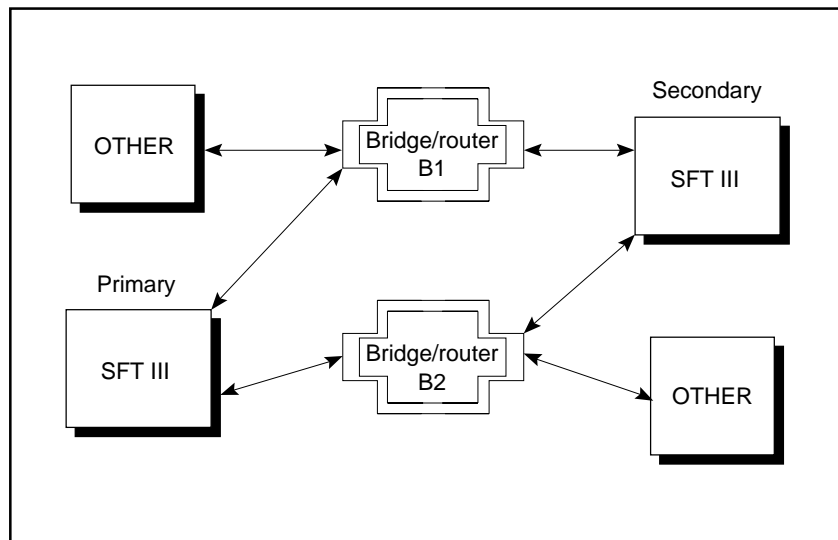 Secondary
OTHER
Bridge/router
B1
SFT III
Primary
SFT III
Bridge/router
B2
OTHER